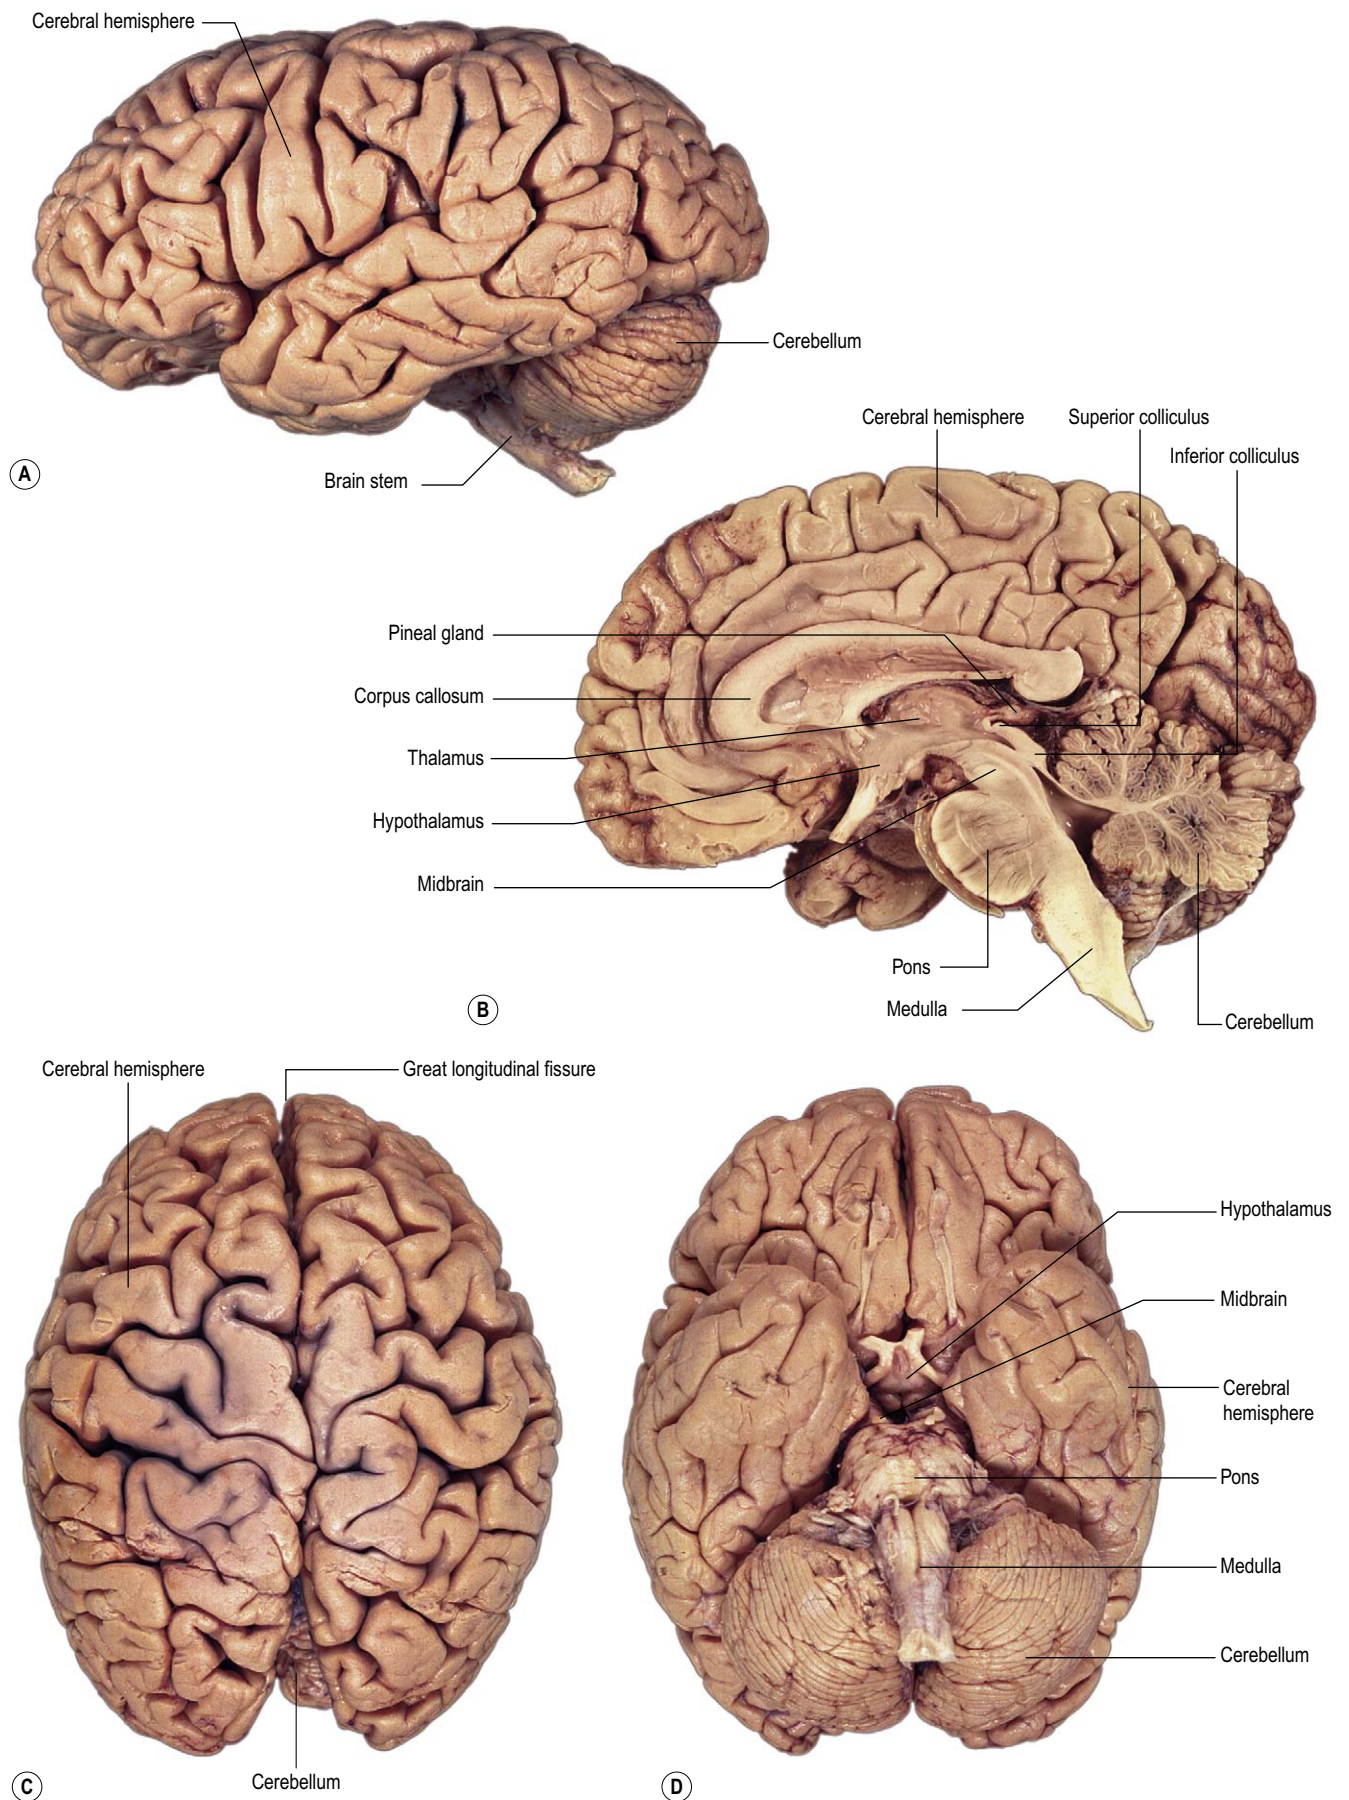 Cerebral hemisphere
Cerebellum
Brain stem
A
Cerebral hemisphere
Superior colliculus
Inferior colliculus
Pineal gland
Corpus callosum
Thalamus
Hypothalamus
Midbrain
Pons
Medulla
Cerebellum
B
Cerebral hemisphere
Great longitudinal fissure
Cerebellum
C
Hypothalamus
Midbrain
Cerebral
hemisphere
Pons
Medulla
Cerebellum
D